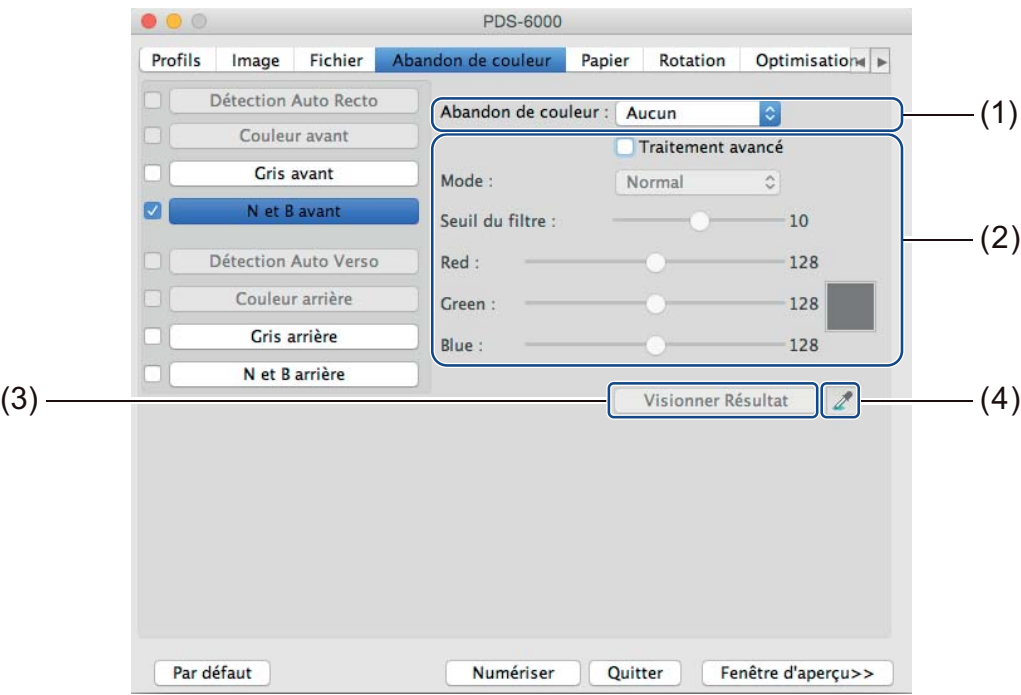 PDS-6000
Profils Image Fichier Abandon de couleur Papier Rotation Optimisation
Détection Auto Recto
Couleur avant
Gris avant
N et B avant
Détection Auto Verso
Couleur arrière
Gris arrière
N et B arrière
Abandon de couleur : Aucun
(1)
Traitement avancé
Mode : Normal
Seuil du filtre : 10
(2)
Red : 128
Green : 128
Blue : 128
(3)
Visionner Résultat
(4)
Par défaut Numériser Quitter Fenêtre d'aperçu>>